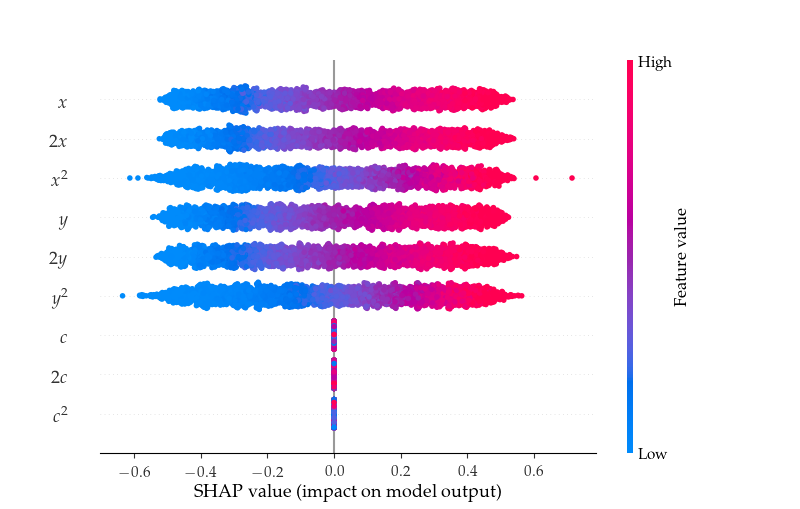 High
x
2x
x²
y
2y
y²
c
2c
c²
Feature value
Low
−0.6 −0.4 −0.2 0.0 0.2 0.4 0.6
SHAP value (impact on model output)